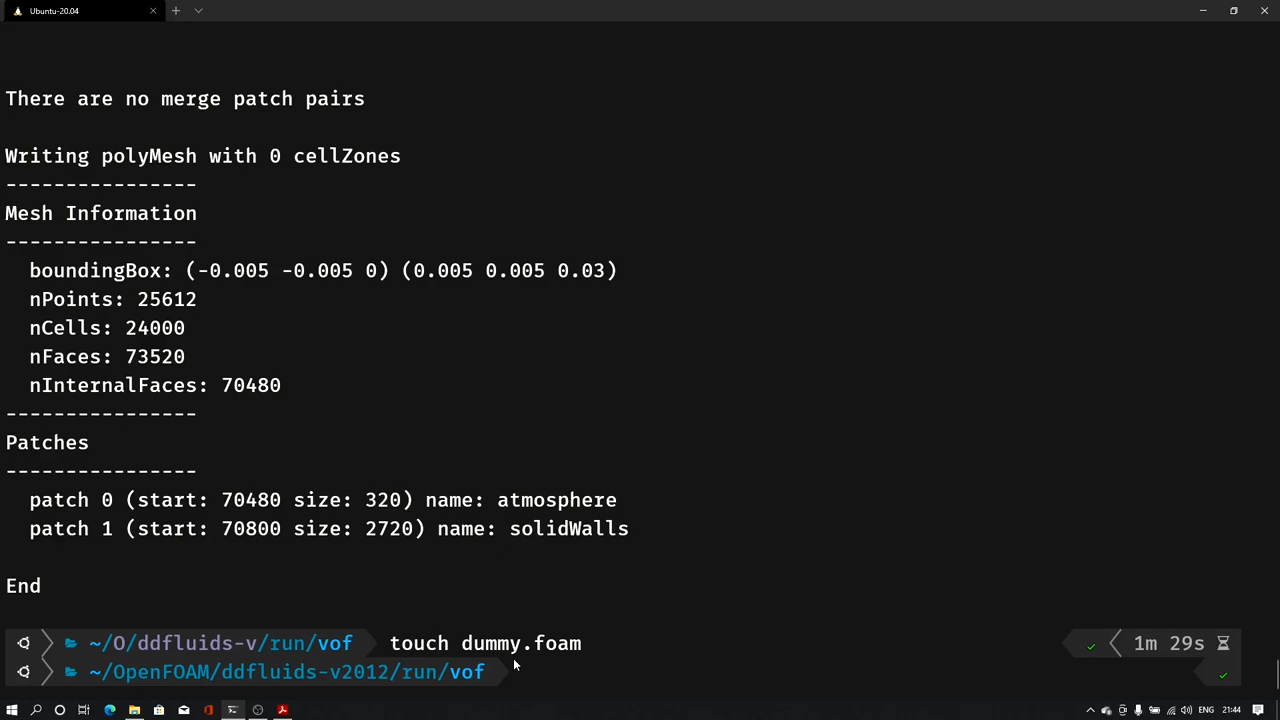 Ubuntu-20.04
There are no merge patch pairs
Writing polyMesh with 0 cellZones
----------------
Mesh Information
----------------
boundingBox: (-0.005 -0.005 0) (0.005 0.005 0.03)
nPoints: 25612
nCells: 24000
nFaces: 73520
nInternalFaces: 70480
----------------
Patches
----------------
patch 0 (start: 70480 size: 320) name: atmosphere
patch 1 (start: 70800 size: 2720) name: solidWalls
End
~/O/ddfluids-v/run/vof touch dummy.foam 1m 29s
~/OpenFOAM/ddfluids-v2012/run/vof
ENG 21:44